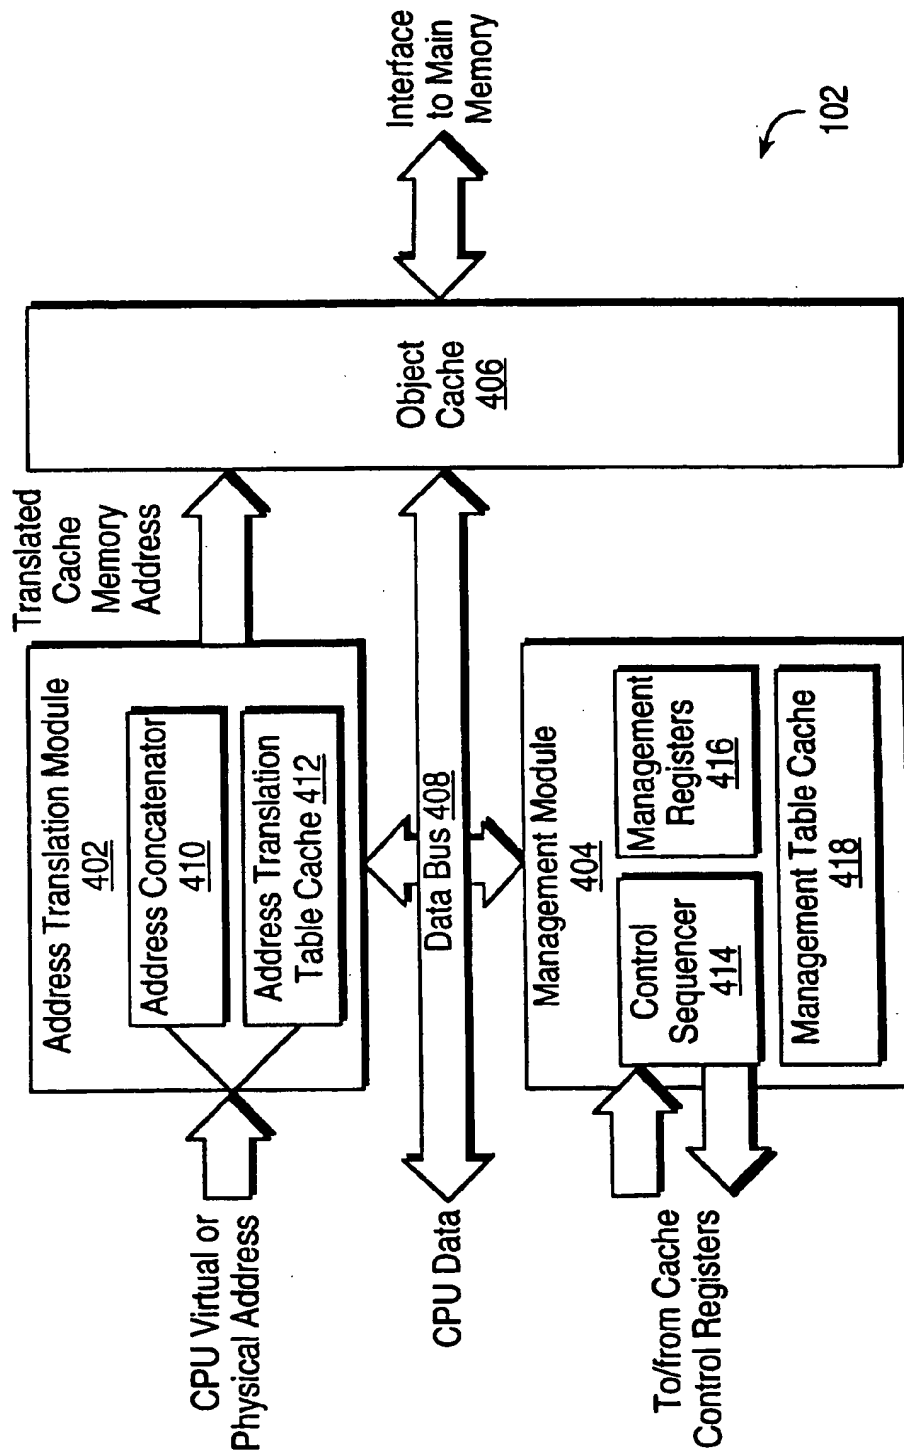 CPU Virtual or
Physical Address
Address Translation Module
402
Address Concatenator
410
Address Translation
Table Cache 412
Translated
Cache
Memory
Address
CPU Data
Data Bus 408
Object
Cache
406
Interface
to Main
Memory
To/from Cache
Control Registers
Management Module
404
Control
Sequencer
414
Management
Registers
416
Management Table Cache
418
102